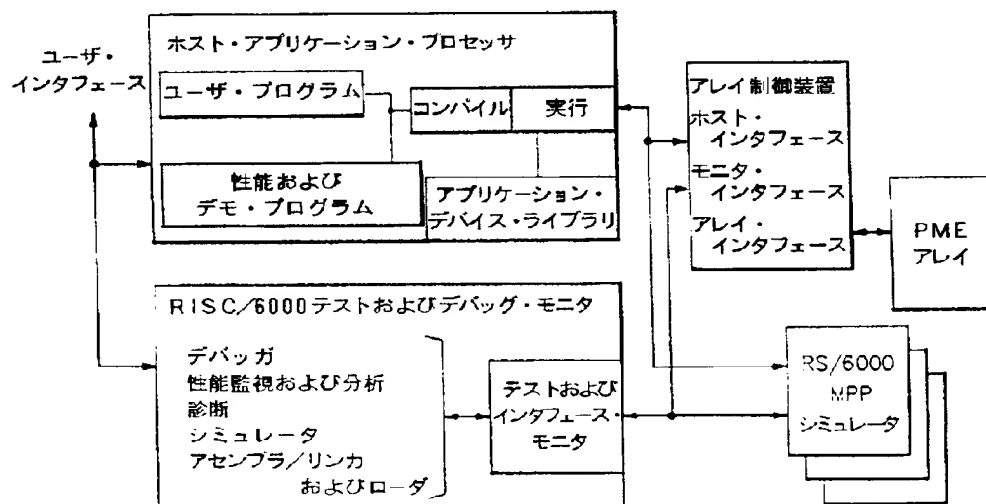 ユーザ・
インタフェース
ホスト・アプリケーション・プロセッサ
ユーザ・プログラム
コンパイル
実行
性能および
デモ・プログラム
アプリケーション・
デバイス・ライブラリ
アレイ制御装置
ホスト・
インタフェース
モニタ・
インタフェース
アレイ・
インタフェース
PME
アレイ
RISC/6000テストおよびデバッグ・モニタ
デバッガ
性能監視および分析
診断
シミュレータ
アセンブラ/リンカ
およびローダ
テストおよび
インタフェース・
モニタ
RS/6000
MPP
シミュレータ